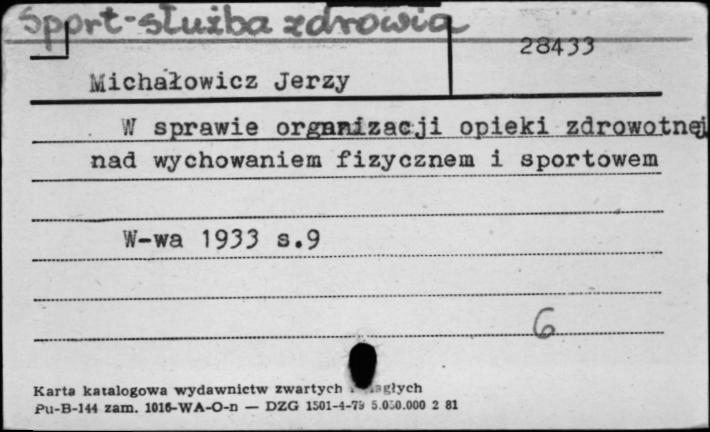 Sport-służba zdrowia
28433
Michałowicz Jerzy
W sprawie organizacji opieki zdrowotnej
nad wychowaniem fizycznem i sportowem
W-wa 1933 s.9
6
Karta katalogowa wydawnictw zwartych
Pu-B-144 zam. 1016-WA-O-n — DZG 1501-4-79 5.000.000 2 81